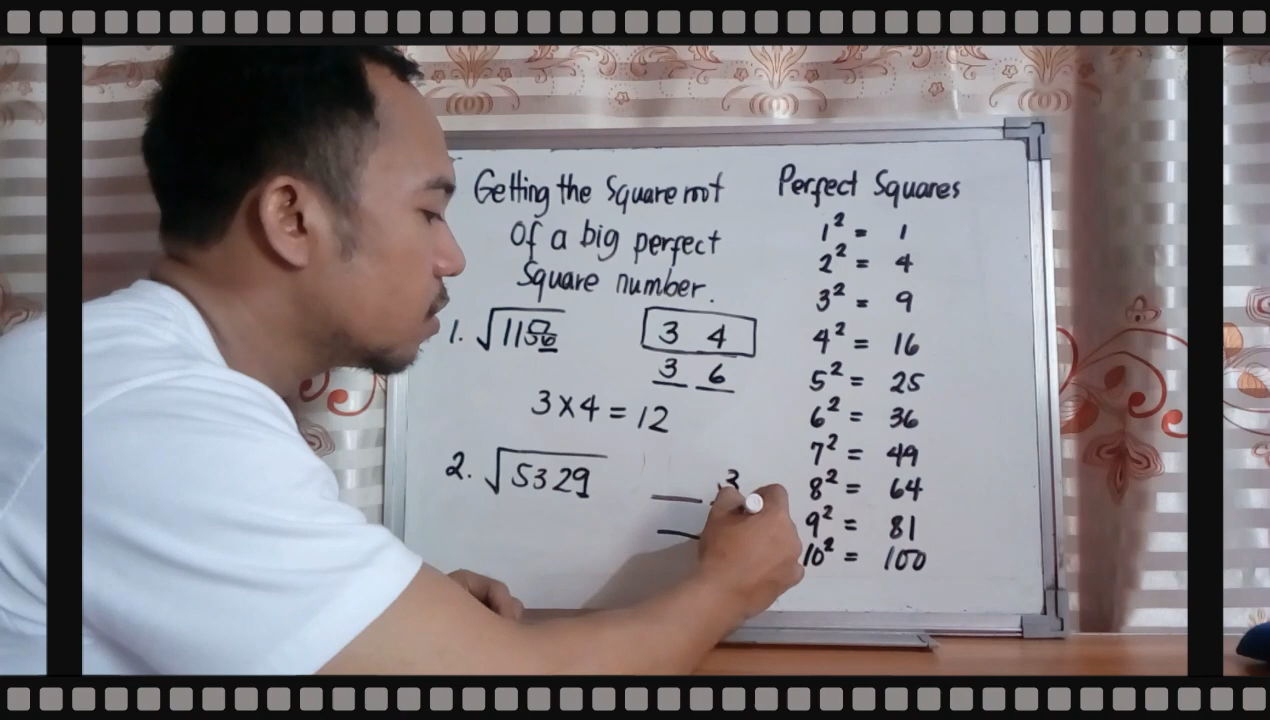 Getting the Square root
Of a big perfect
Square number.
1. √1156
3 4
3 6
3 x 4 = 12
2. √5329
3
Perfect Squares
1² = 1
2² = 4
3² = 9
4² = 16
5² = 25
6² = 36
7² = 49
8² = 64
9² = 81
10² = 100